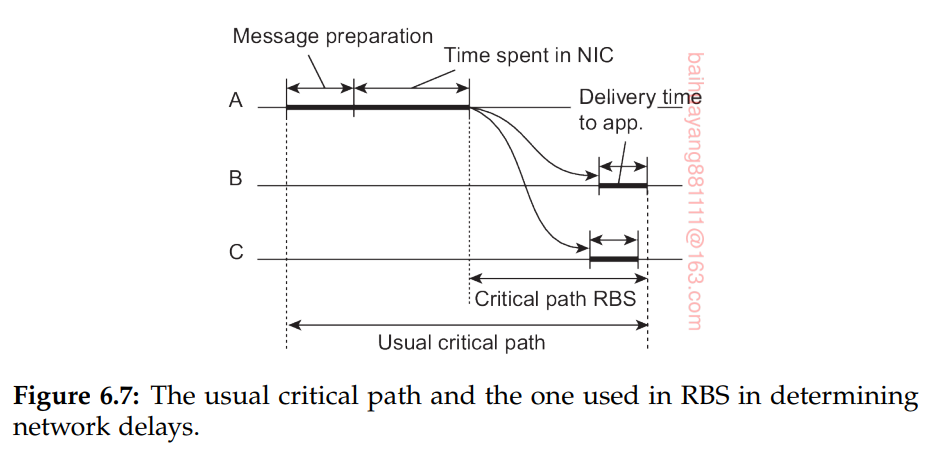 Message preparation
Time spent in NIC
A
Delivery time
to app.
B
C
Critical path RBS
Usual critical path
Figure 6.7: The usual critical path and the one used in RBS in determining
network delays.
baihuayang881111@163.com